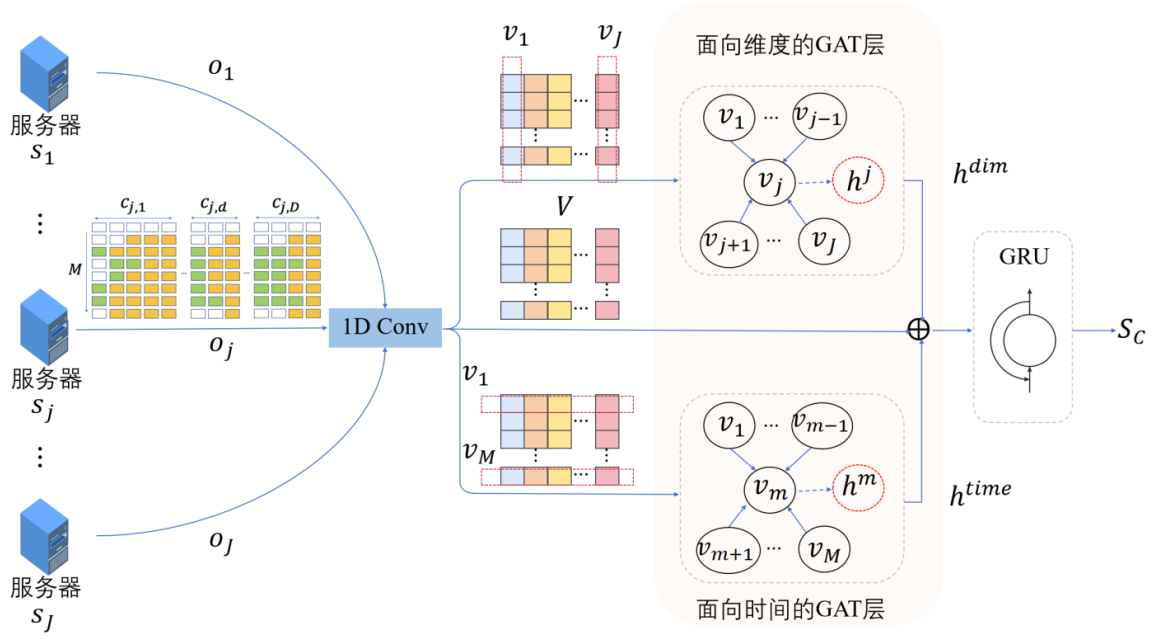 服务器
s_1
⋮
服务器
s_j
⋮
服务器
s_J
o_1
c_{j,1} c_{j,d} c_{j,D}
M
... ...
o_j
o_J
1D Conv
v_1 v_J
...
⋮ ⋮
...
V
...
⋮ ⋮
...
v_1
...
⋮ ⋮
v_M
...
面向维度的GAT层
v_1 ... v_{j-1}
v_j h^j
v_{j+1} ... v_J
h^{dim}
⊕
v_1 ... v_{m-1}
v_m h^m
v_{m+1} ... v_M
面向时间的GAT层
h^{time}
GRU
S_C